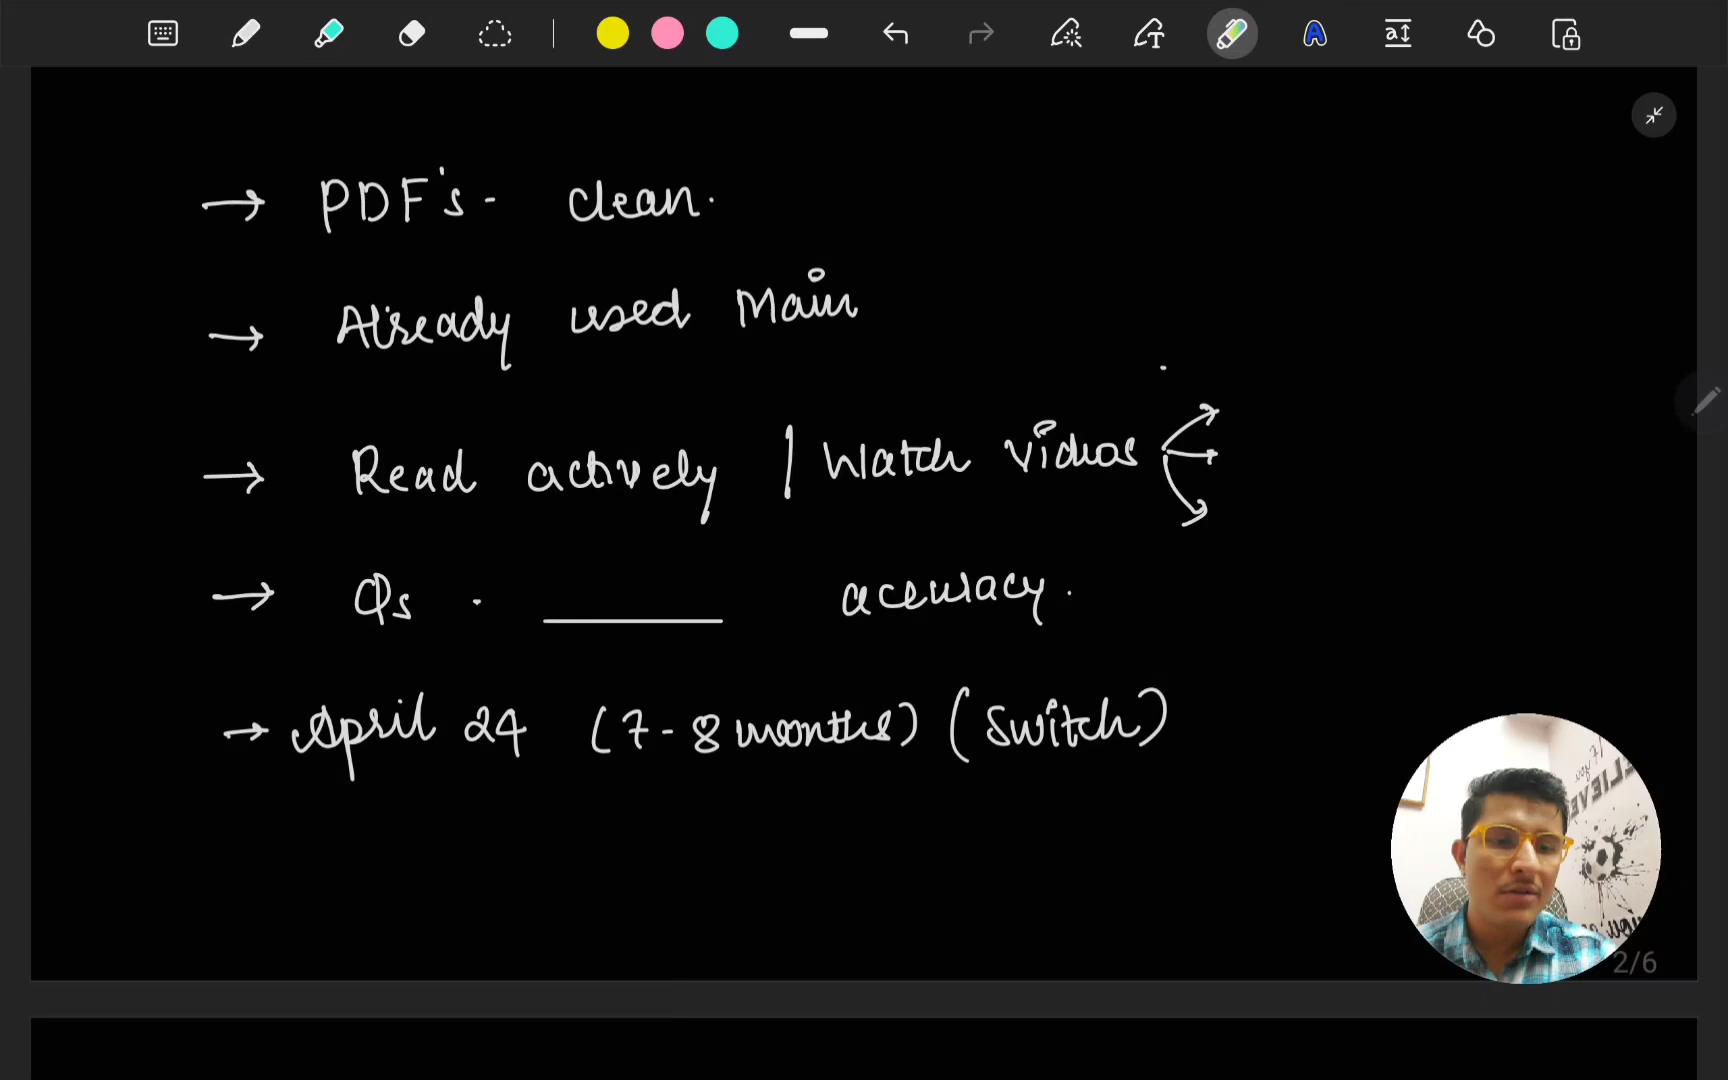 → PDF's - clean.
→ Already used Main
→ Read actively | Watch videos
→ Qs . ______ accuracy.
→ April 24 (7-8 months) (Switch)
2/6